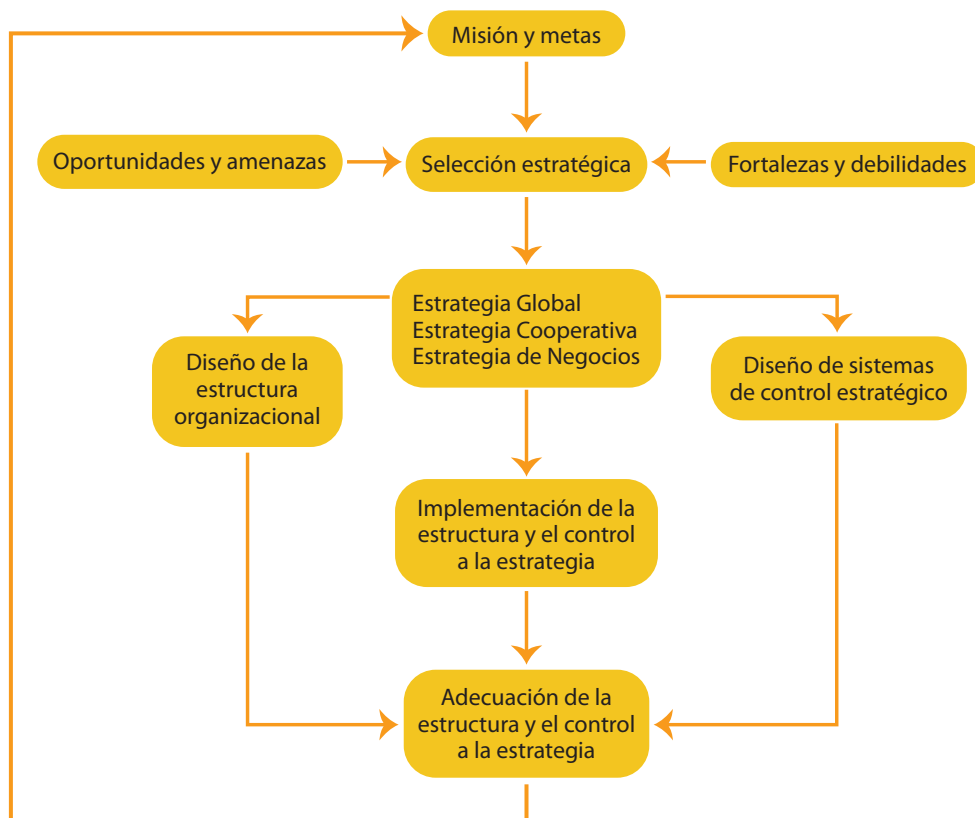 Misión y metas
Oportunidades y amenazas
Selección estratégica
Fortalezas y debilidades
Estrategia Global
Estrategia Cooperativa
Estrategia de Negocios
Diseño de la
estructura
organizacional
Diseño de sistemas
de control estratégico
Implementación de la
estructura y el control
a la estrategia
Adecuación de la
estructura y el control
a la estrategia